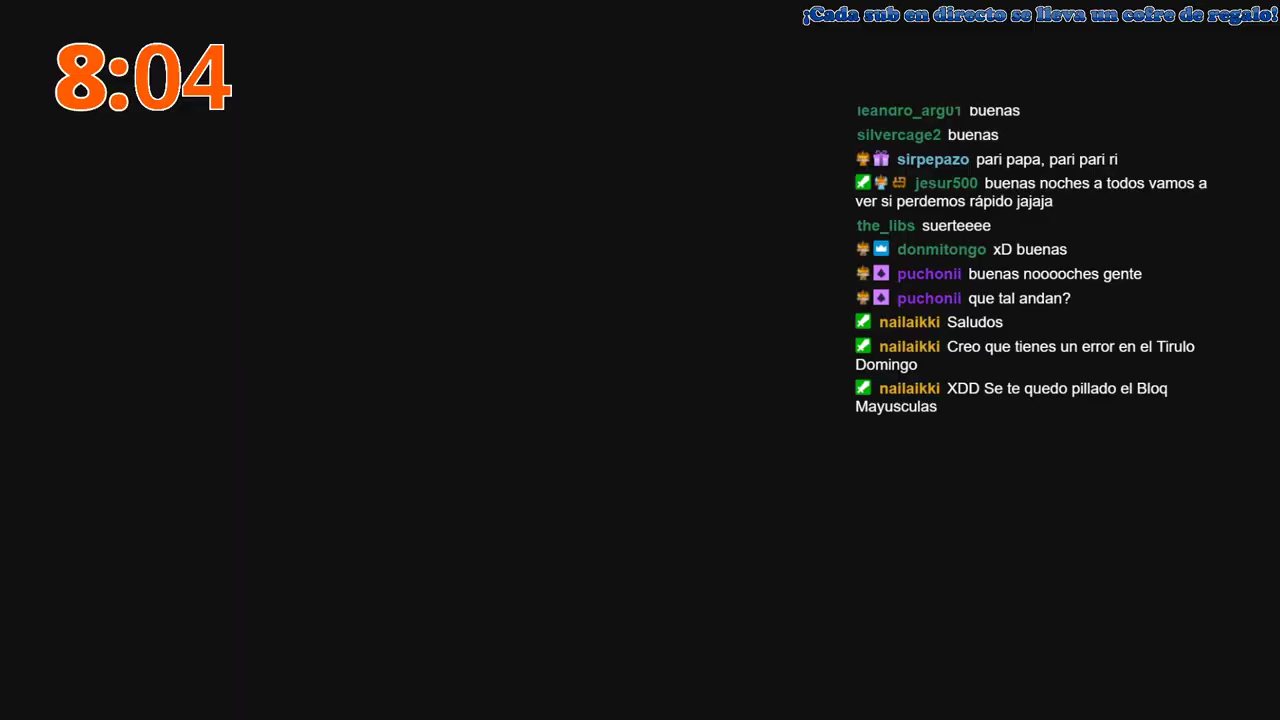 ¡Cada sub en directo se lleva un cofre de regalo!
8:04
leandro_arg01 buenas
silvercage2 buenas
sirpepazo pari papa, pari pari ri
jesur500 buenas noches a todos vamos a
ver si perdemos rápido jajaja
the_libs suerteeee
donmitongo xD buenas
puchonii buenas nooooches gente
puchonii que tal andan?
nailaikki Saludos
nailaikki Creo que tienes un error en el Tirulo
Domingo
nailaikki XDD Se te quedo pillado el Bloq
Mayusculas